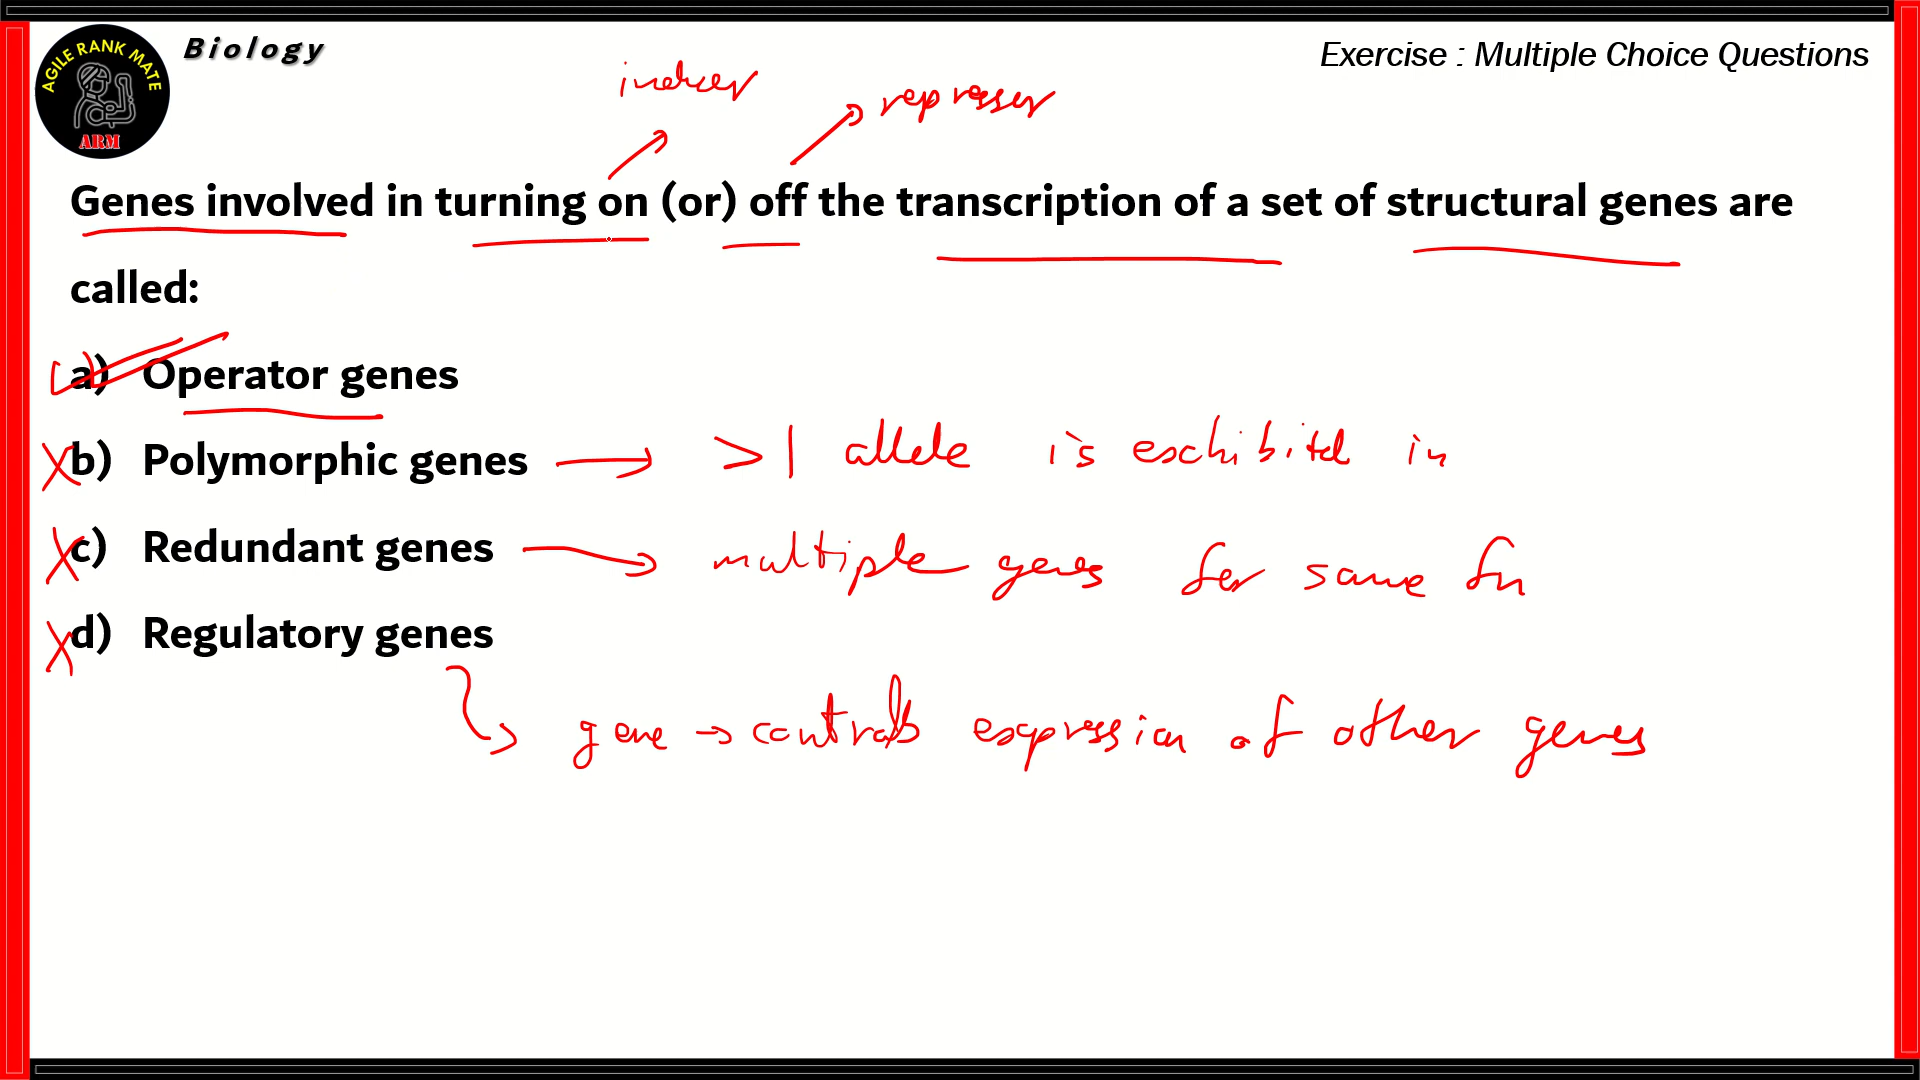 AGILE RANK MATE
ARM
Biology
Exercise : Multiple Choice Questions
inducer
repressor
Genes involved in turning on (or) off the transcription of a set of structural genes are
called:
a) Operator genes
b) Polymorphic genes → >1 allele is exhibited in
c) Redundant genes → multiple genes for same fn
d) Regulatory genes
gene → controls expression of other genes